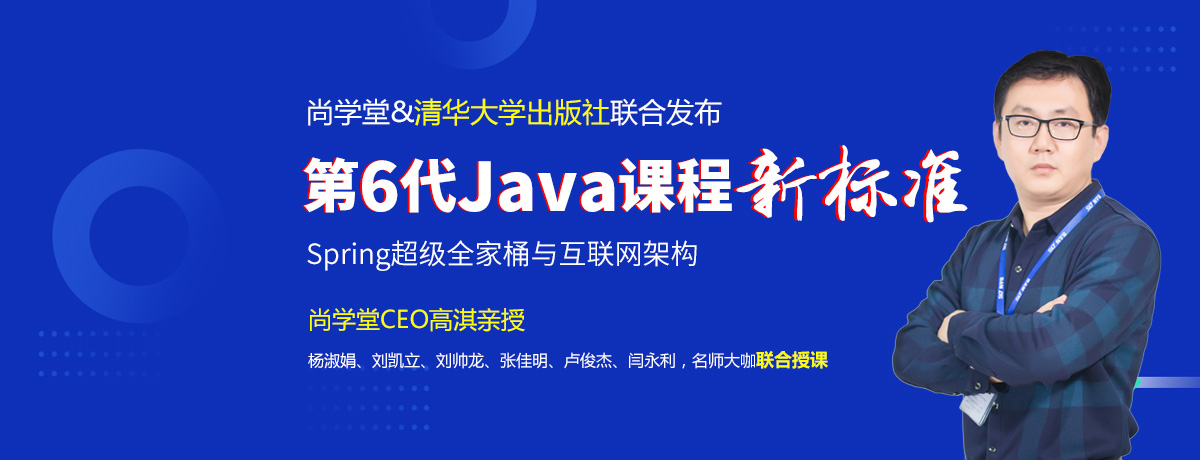 尚学堂&清华大学出版社联合发布
第6代Java课程新标准
Spring超级全家桶与互联网架构
尚学堂CEO高淇亲授
杨淑娟、刘凯立、刘帅龙、张佳明、卢俊杰、闫永利，名师大咖联合授课